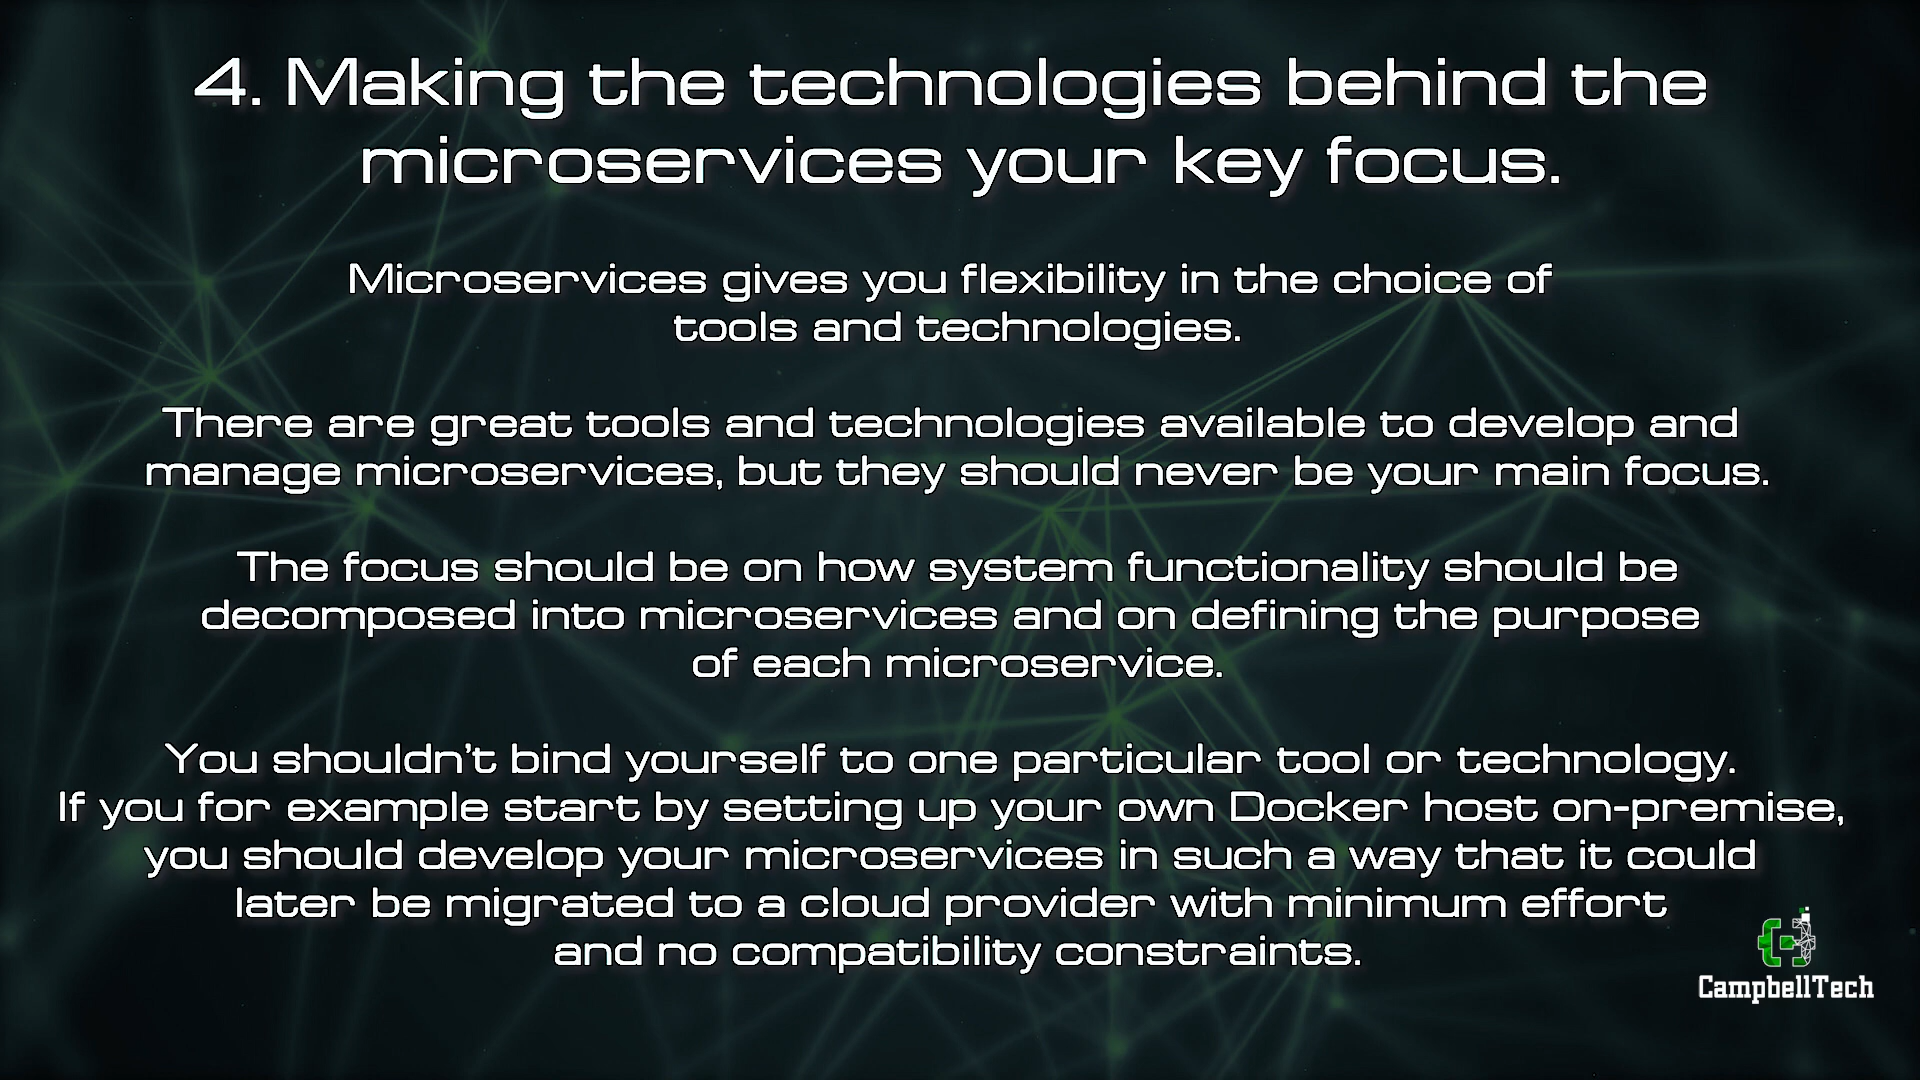 4. Making the technologies behind the
microservices your key focus.
Microservices gives you flexibility in the choice of
tools and technologies.
There are great tools and technologies available to develop and
manage microservices, but they should never be your main focus.
The focus should be on how system functionality should be
decomposed into microservices and on defining the purpose
of each microservice.
You shouldn’t bind yourself to one particular tool or technology.
If you for example start by setting up your own Docker host on-premise,
you should develop your microservices in such a way that it could
later be migrated to a cloud provider with minimum effort
and no compatibility constraints.
CampbellTech